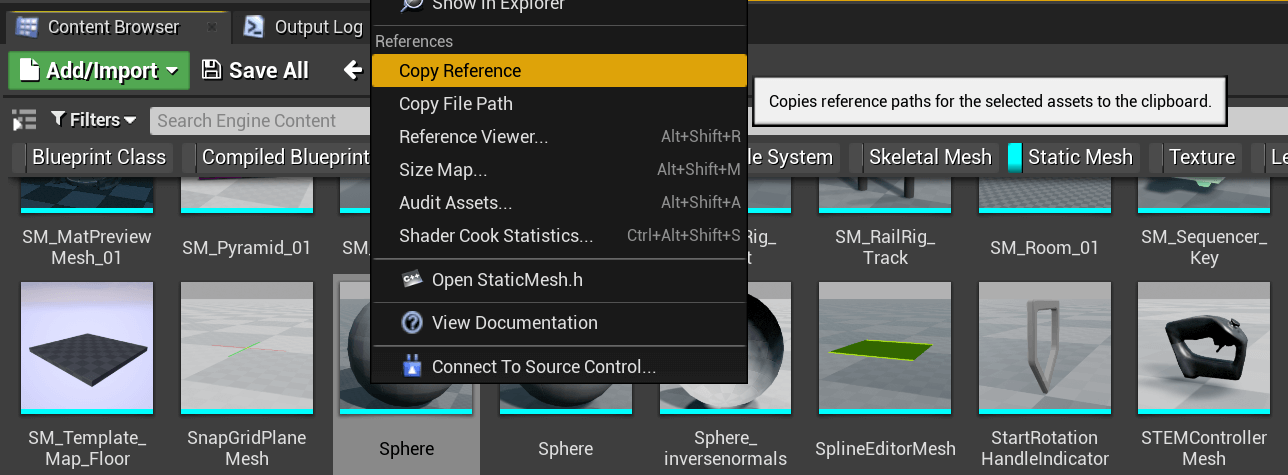 Show in Explorer
Content Browser
Output Log
References
Add/Import
Save All
Copy Reference
Copies reference paths for the selected assets to the clipboard.
Copy File Path
Filters
Search Engine Content
Reference Viewer... Alt+Shift+R
Blueprint Class
Compiled Blueprint
le System
Skeletal Mesh
Static Mesh
Texture
Le
Size Map... Alt+Shift+M
Audit Assets... Alt+Shift+A
Shader Cook Statistics... Ctrl+Alt+Shift+S
SM_MatPreview
Mesh_01
SM_Pyramid_01
SM_
Rig_
t
SM_RailRig_
Track
SM_Room_01
SM_Sequencer_
Key
C++ Open StaticMesh.h
View Documentation
Connect To Source Control...
SM_Template_
Map_Floor
SnapGridPlane
Mesh
Sphere
Sphere
Sphere_
inversenormals
SplineEditorMesh
StartRotation
HandleIndicator
STEMController
Mesh